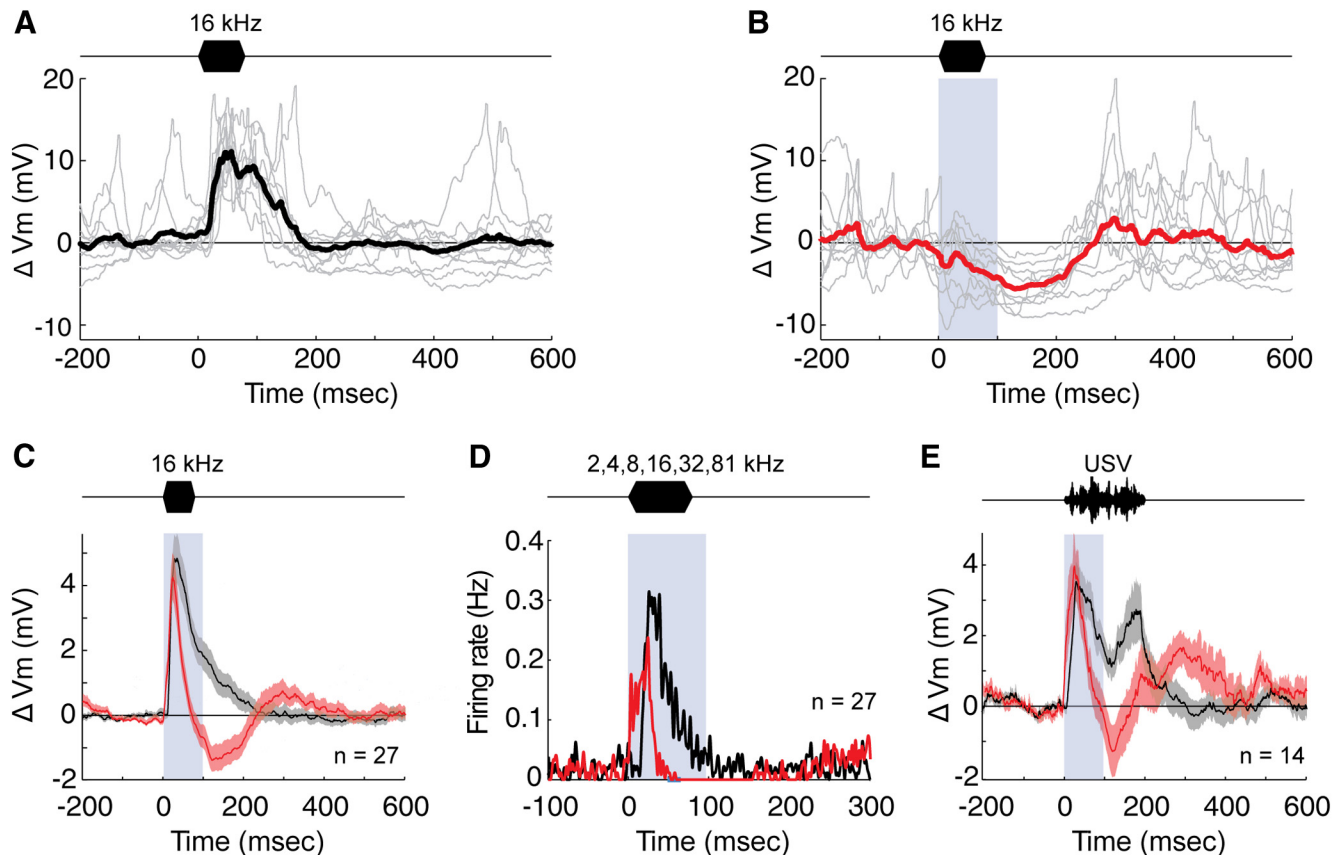 A
16 kHz
20
10
0
-10
Δ Vm (mV)
-200
0
200
400
600
Time (msec)
B
16 kHz
20
10
0
-10
Δ Vm (mV)
-200
0
200
400
600
Time (msec)
C
16 kHz
4
2
0
-2
Δ Vm (mV)
n = 27
-200
0
200
400
600
Time (msec)
D
2,4,8,16,32,81 kHz
0.4
0.3
0.2
0.1
0
Firing rate (Hz)
n = 27
-100
0
100
200
300
Time (msec)
E
USV
4
2
0
-2
Δ Vm (mV)
n = 14
-200
0
200
400
600
Time (msec)